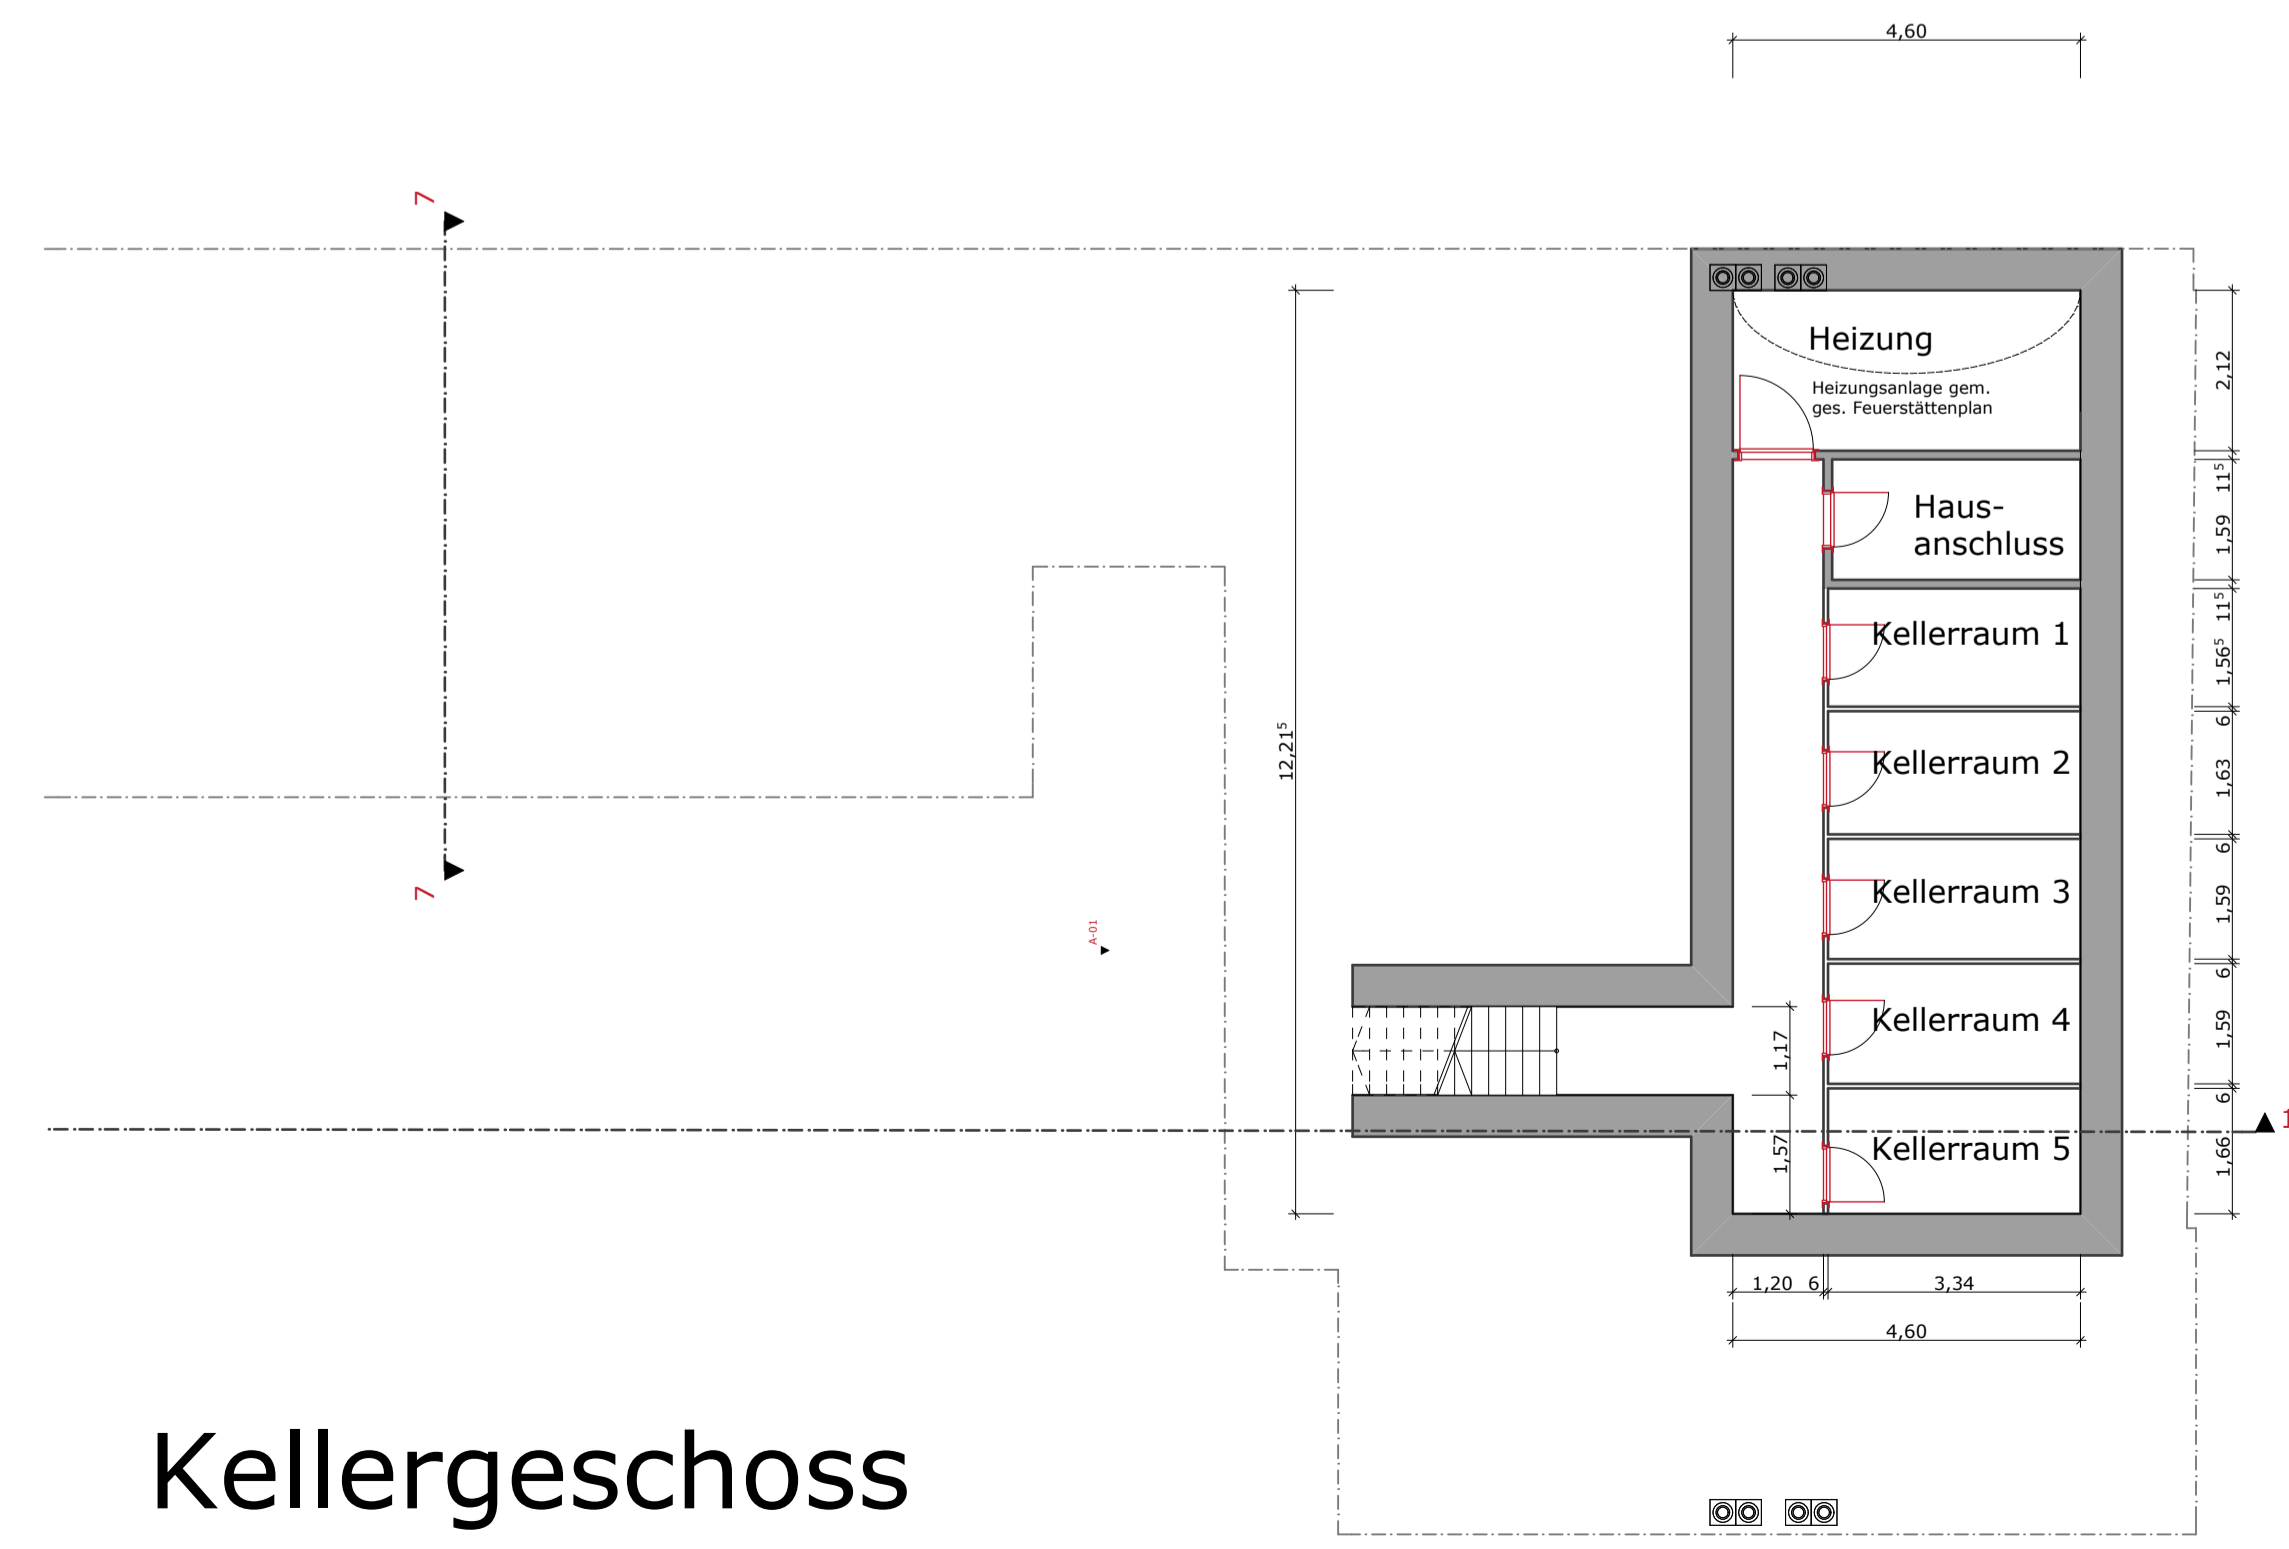 4,60
7
Heizung
Heizungsanlage gem.
ges. Feuerstättenplan
2,12
11⁵
Haus-
anschluss
1,59
11⁵
Kellerraum 1
1,56⁵
6
12,21⁵
Kellerraum 2
1,63
6
7
Kellerraum 3
1,59
A-01
6
Kellerraum 4
1,17
1,59
6
1
Kellerraum 5
1,57
1,66
1,20 6 3,34
4,60
Kellergeschoss